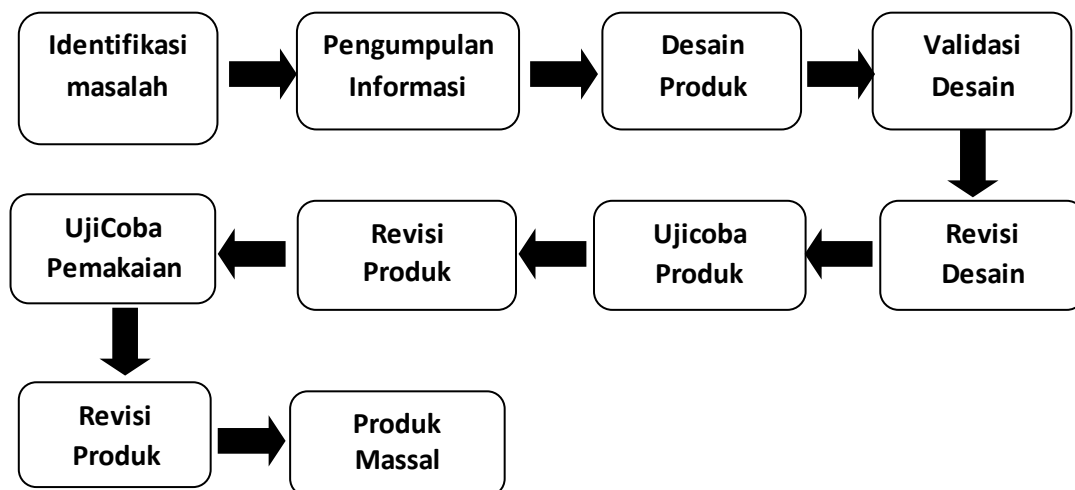 Identifikasi
masalah
Pengumpulan
Informasi
Desain
Produk
Validasi
Desain
Revisi
Desain
Ujicoba
Produk
Revisi
Produk
UjiCoba
Pemakaian
Revisi
Produk
Produk
Massal